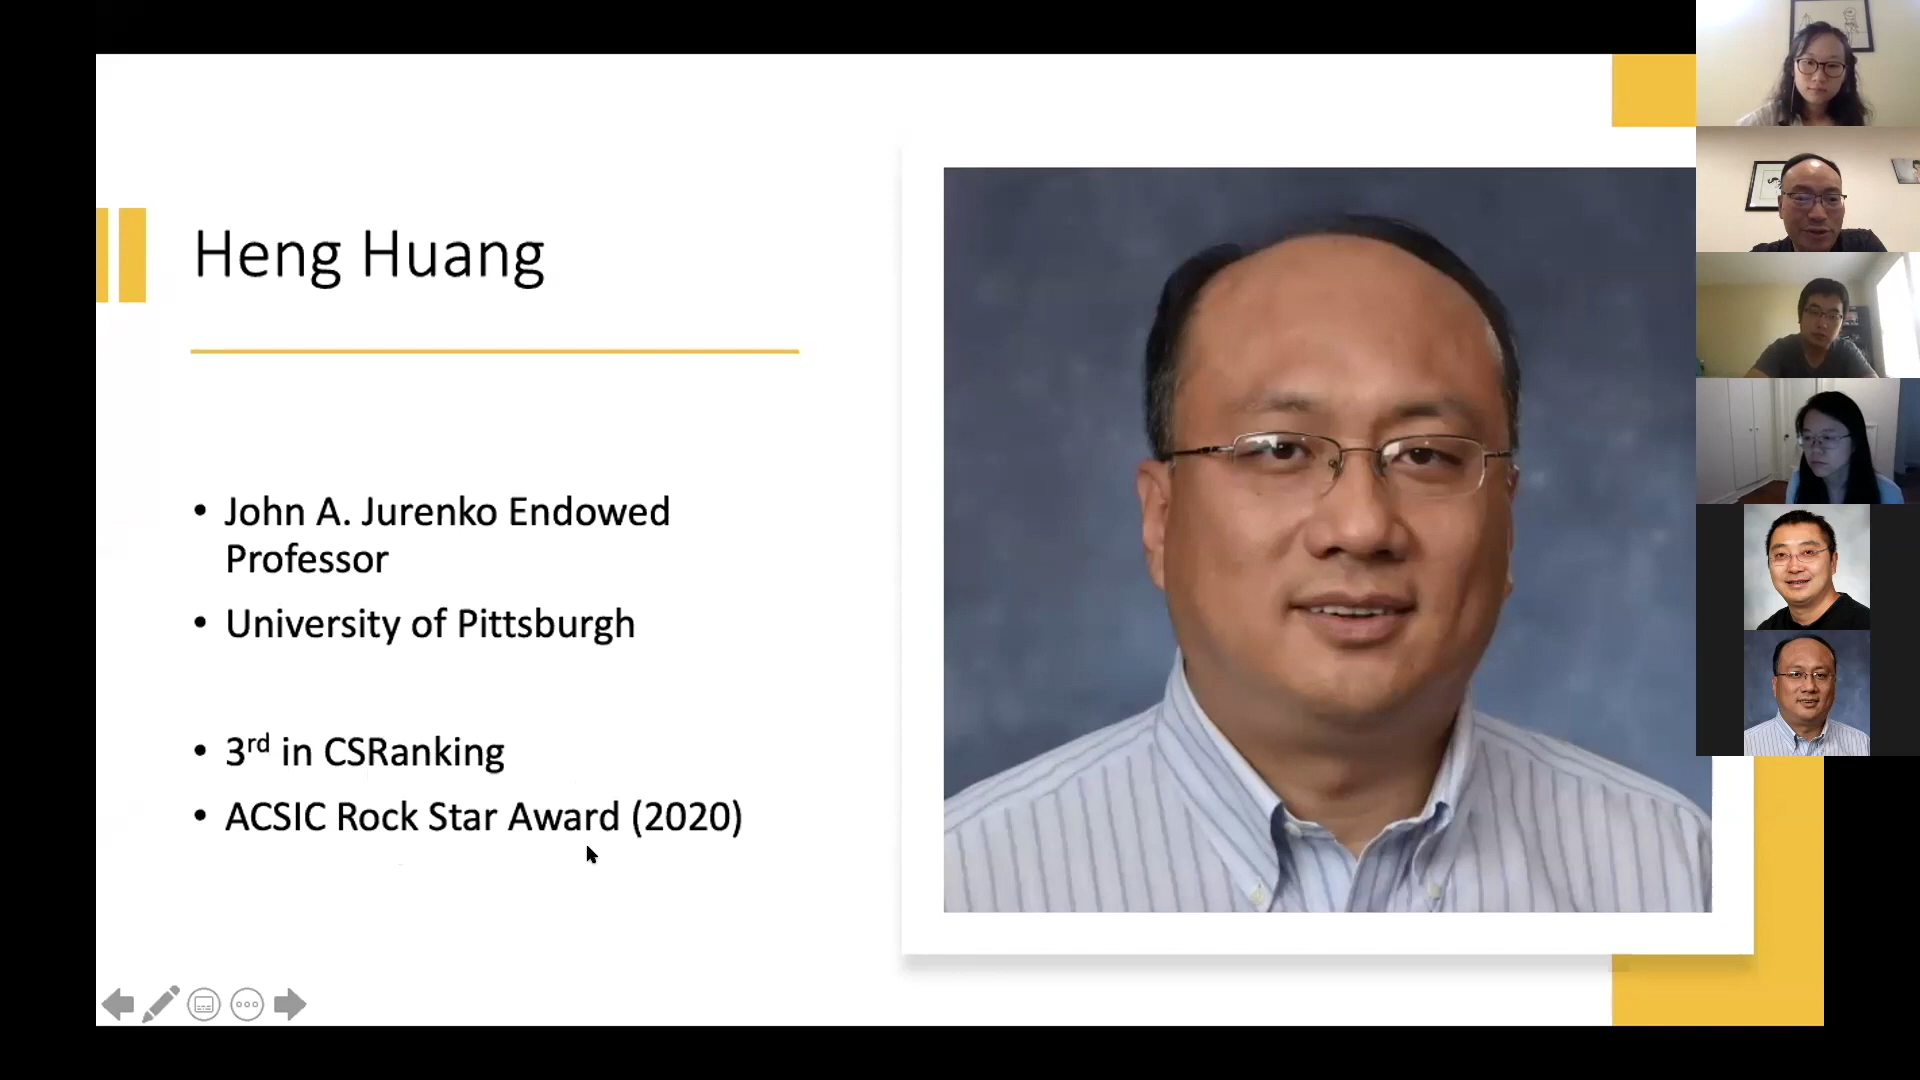 Heng Huang
• John A. Jurenko Endowed
Professor
• University of Pittsburgh
• 3rd in CSRanking
• ACSIC Rock Star Award (2020)